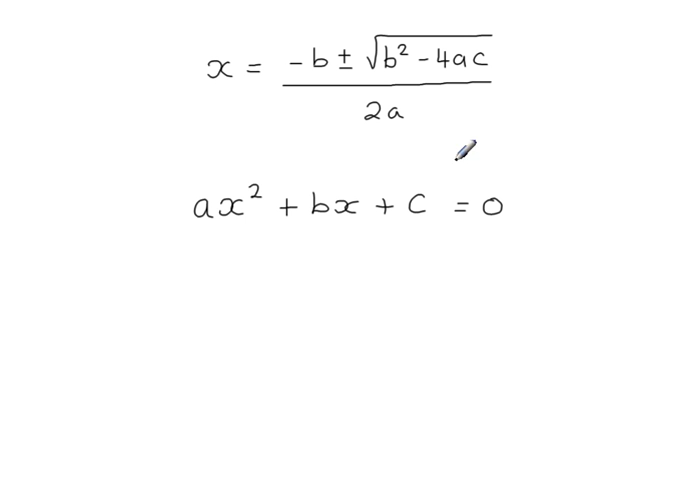 x = (-b ± √(b² - 4ac)) / 2a
ax² + bx + c = 0